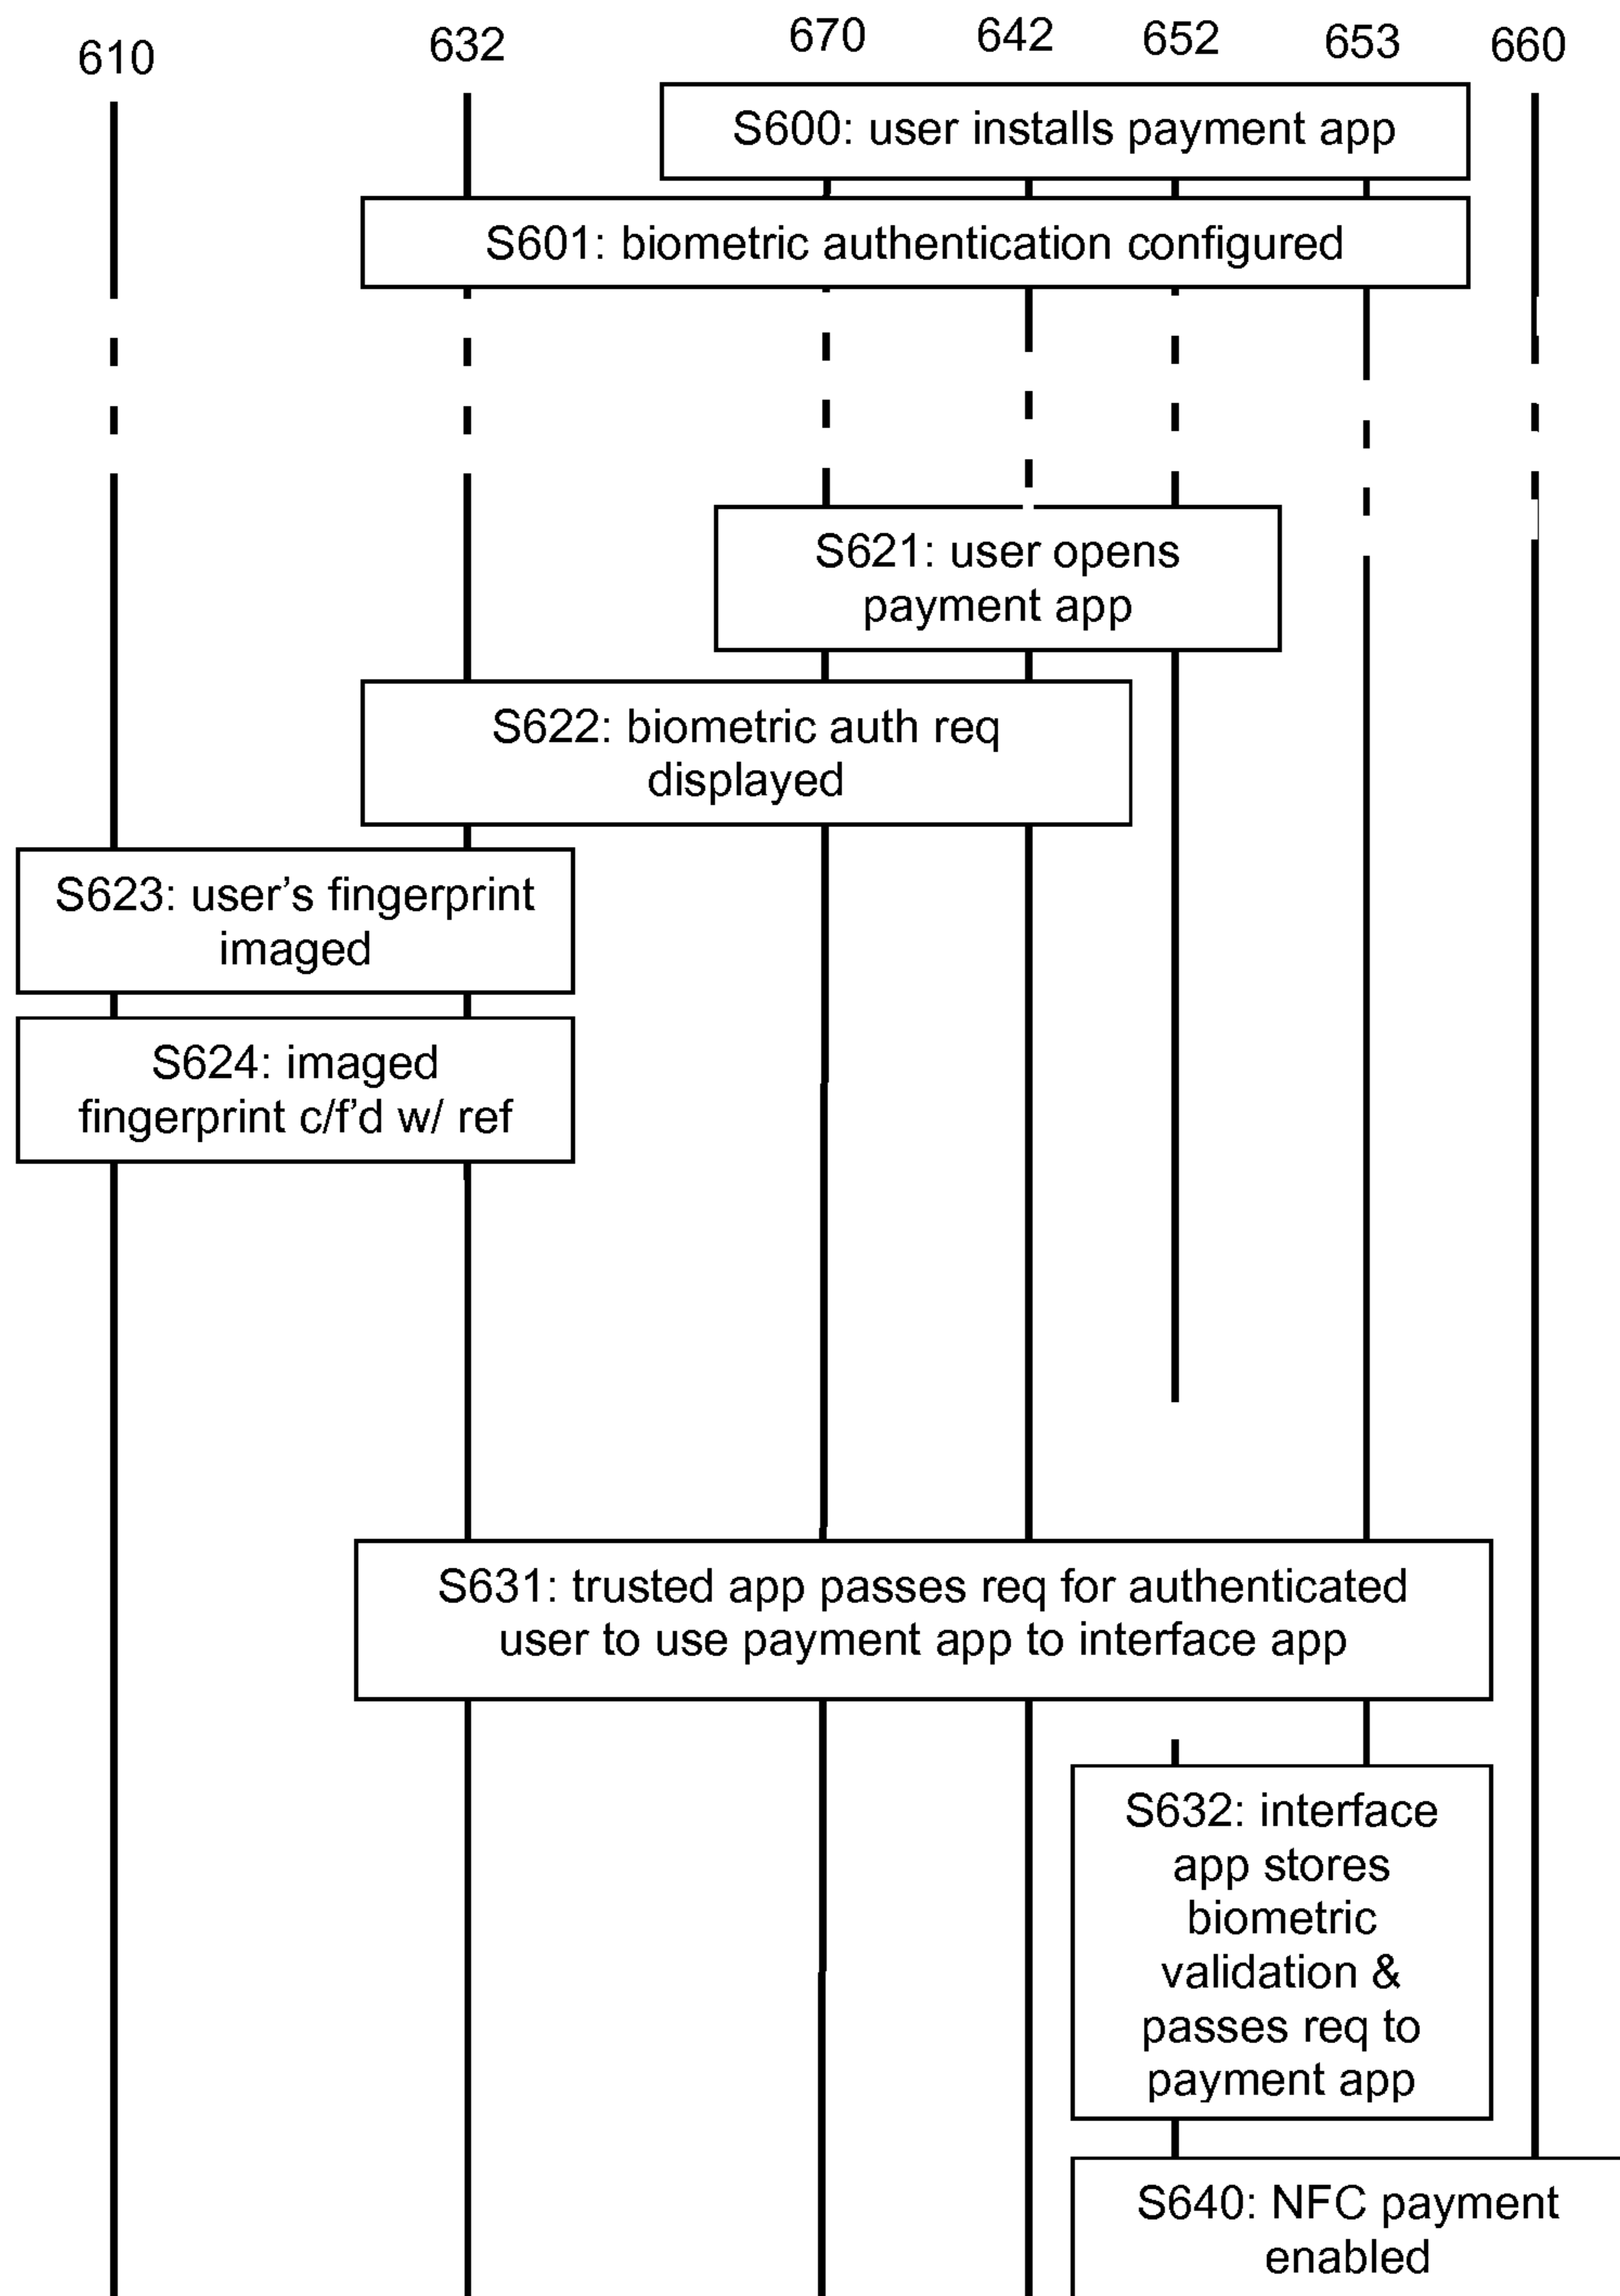 610 632 670 642 652 653 660
S600: user installs payment app
S601: biometric authentication configured
S621: user opens
payment app
S622: biometric auth req
displayed
S623: user’s fingerprint
imaged
S624: imaged
fingerprint c/f’d w/ ref
S631: trusted app passes req for authenticated
user to use payment app to interface app
S632: interface
app stores
biometric
validation &
passes req to
payment app
S640: NFC payment
enabled